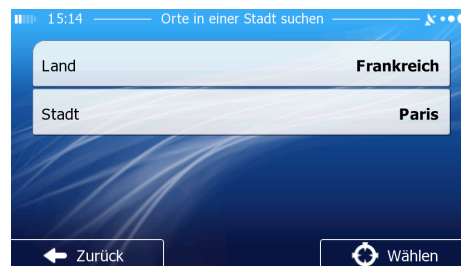 15:14 Orte in einer Stadt suchen
Land Frankreich
Stadt Paris
Zurück Wählen